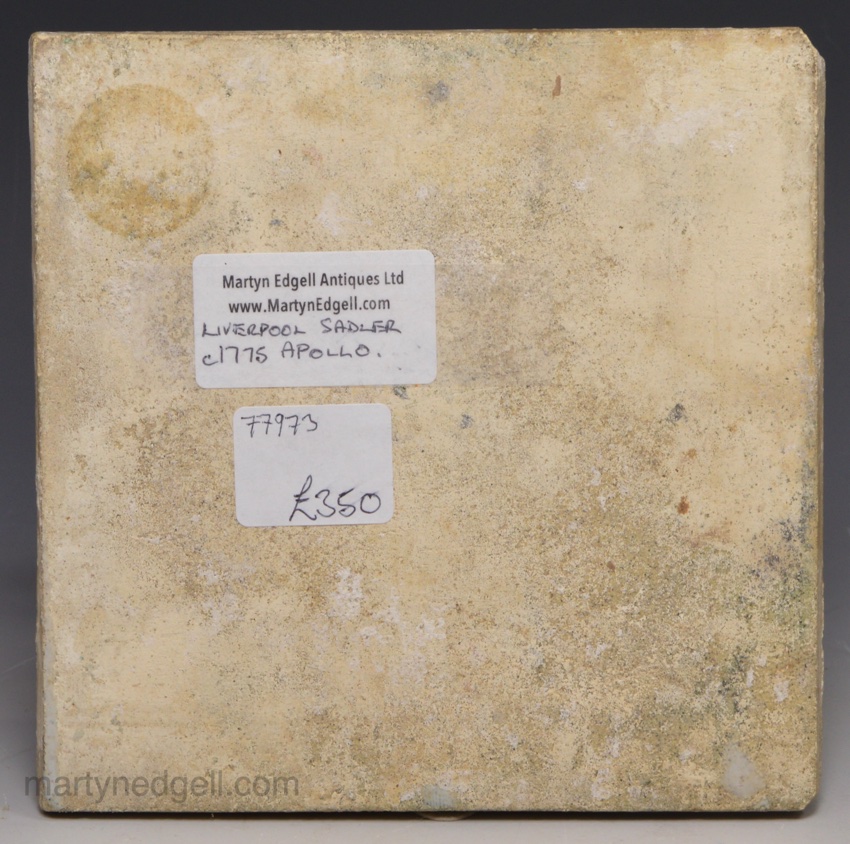 Martyn Edgell Antiques Ltd
www.MartynEdgell.com
LIVERPOOL SADLER
c1775 APOLLO.
77973
£350
martynedgell.com